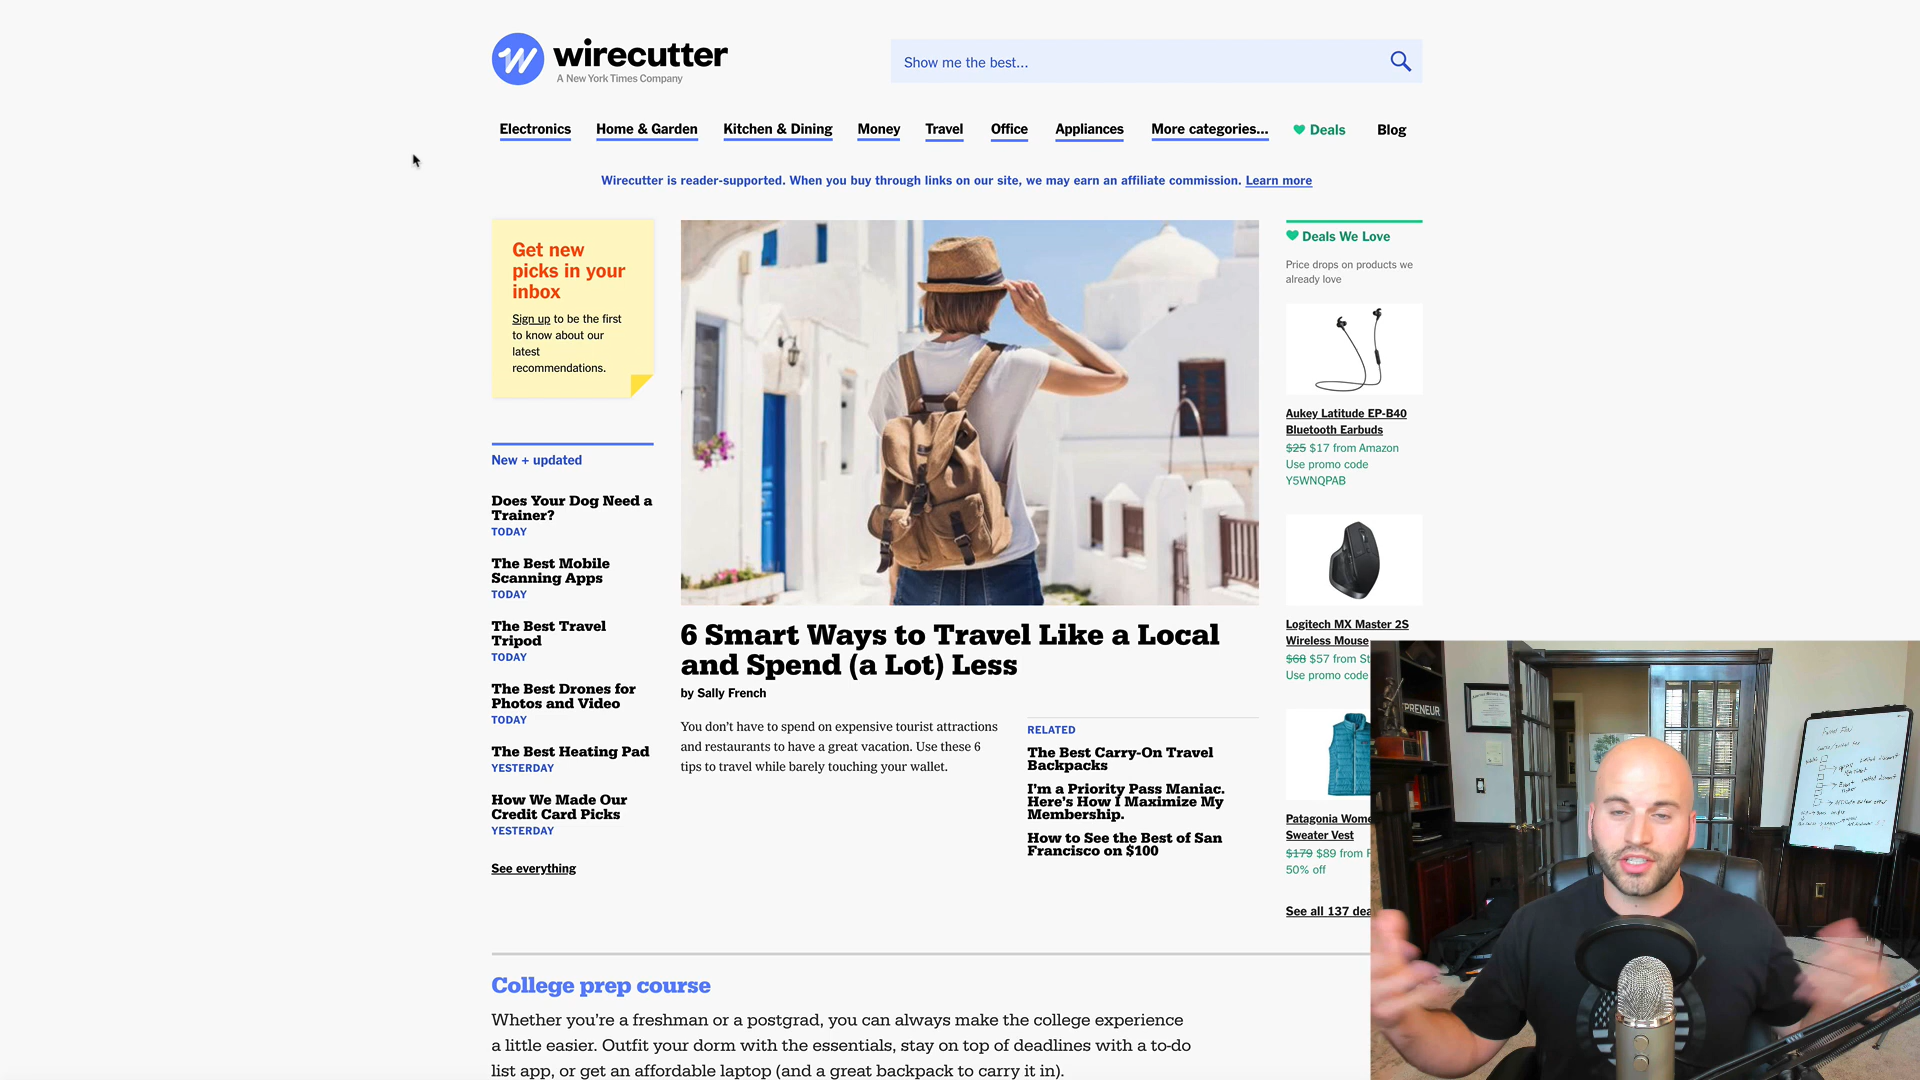 wirecutter
A New York Times Company
Show me the best...
Electronics
Home & Garden
Kitchen & Dining
Money
Travel
Office
Appliances
More categories...
Deals
Blog
Wirecutter is reader-supported. When you buy through links on our site, we may earn an affiliate commission. Learn more
Get new
picks in your
inbox
Sign up to be the first
to know about our
latest
recommendations.
New + updated
Does Your Dog Need a
Trainer?
TODAY
The Best Mobile
Scanning Apps
TODAY
The Best Travel
Tripod
TODAY
The Best Drones for
Photos and Video
TODAY
The Best Heating Pad
YESTERDAY
How We Made Our
Credit Card Picks
YESTERDAY
See everything
6 Smart Ways to Travel Like a Local
and Spend (a Lot) Less
by Sally French
You don't have to spend on expensive tourist attractions
and restaurants to have a great vacation. Use these 6
tips to travel while barely touching your wallet.
RELATED
The Best Carry-On Travel
Backpacks
I'm a Priority Pass Maniac.
Here's How I Maximize My
Membership.
How to See the Best of San
Francisco on $100
Deals We Love
Price drops on products we
already love
Aukey Latitude EP-B40
Bluetooth Earbuds
$25 $17 from Amazon
Use promo code
Y5WNQPAB
Logitech MX Master 2S
Wireless Mouse
$68 $57 from St
Use promo code
Patagonia Wome
Sweater Vest
$179 $89 from
50% off
See all 137 dea
PRENEUR
College prep course
Whether you're a freshman or a postgrad, you can always make the college experience
a little easier. Outfit your dorm with the essentials, stay on top of deadlines with a to-do
list app, or get an affordable laptop (and a great backpack to carry it in).